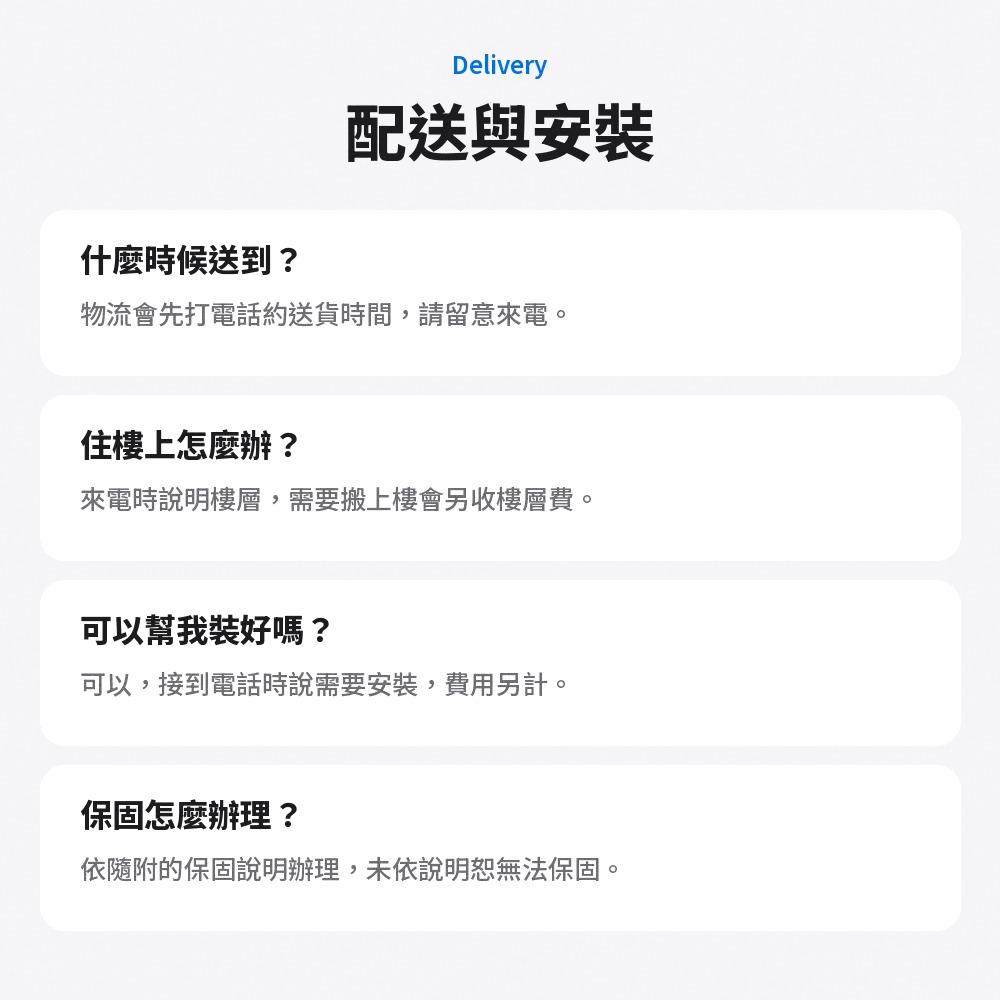 Delivery
配送與安裝
什麼時候送到？
物流會先打電話約送貨時間，請留意來電。
住樓上怎麼辦？
來電時說明樓層，需要搬上樓會另收樓層費。
可以幫我裝好嗎？
可以，接到電話時說需要安裝，費用另計。
保固怎麼辦理？
依隨附的保固說明辦理，未依說明恕無法保固。